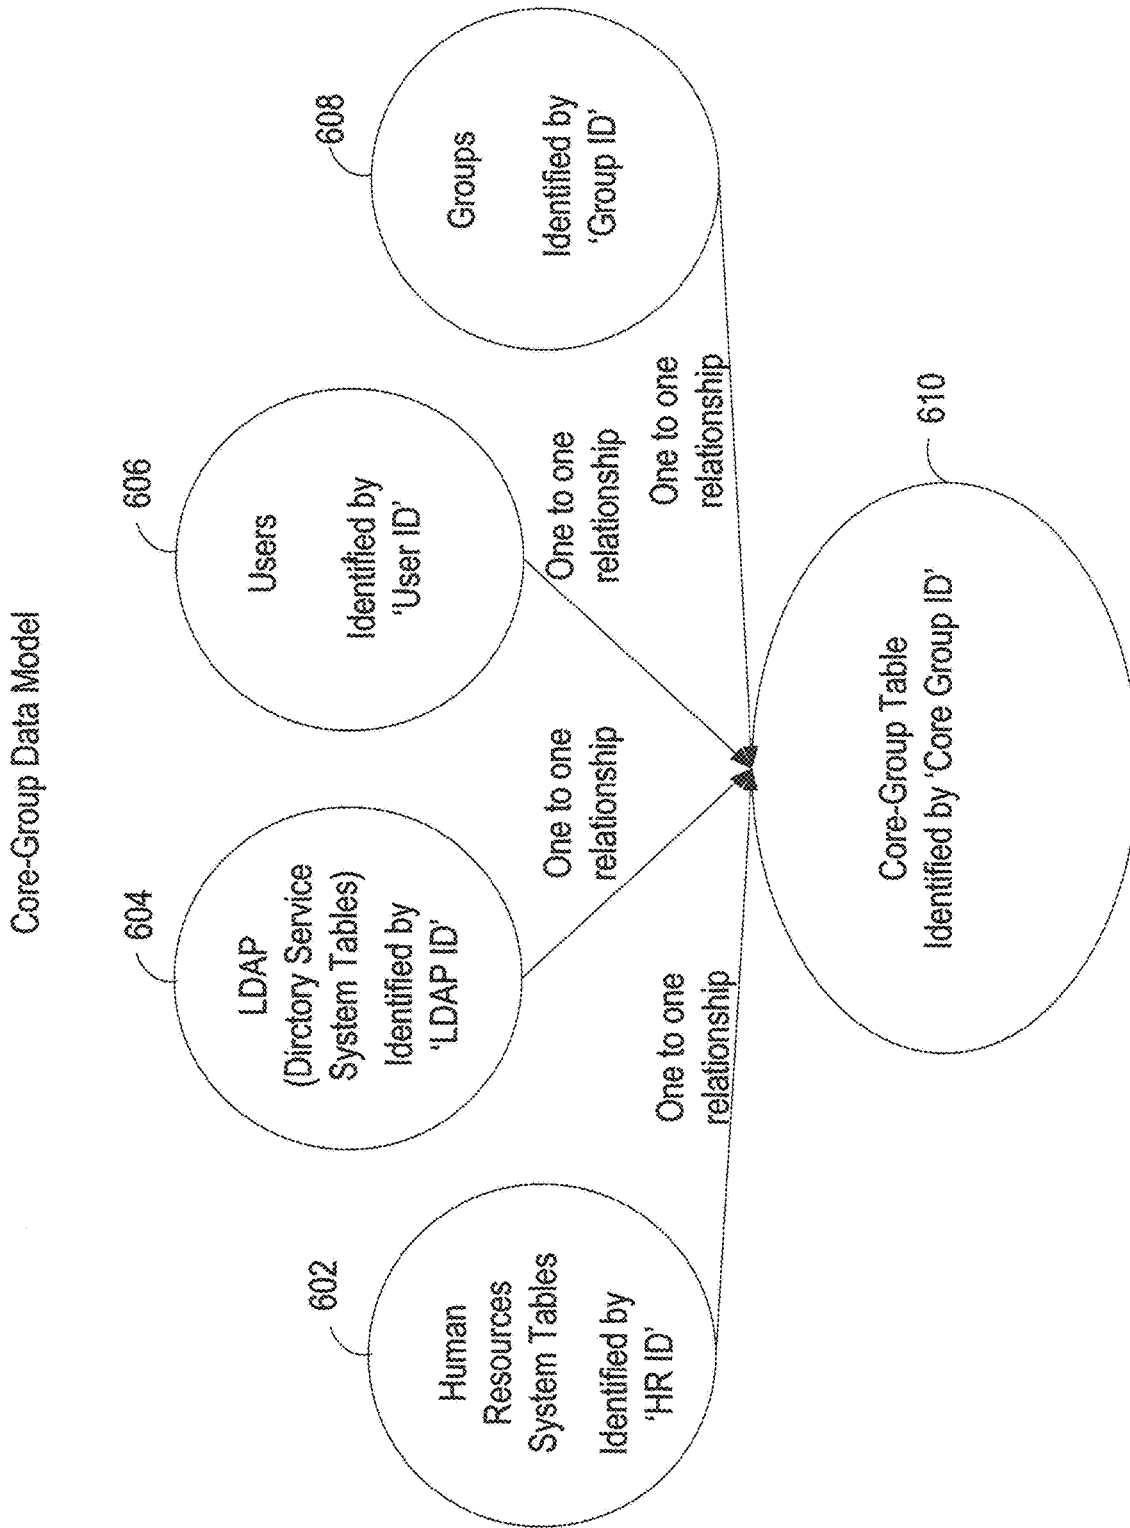 Core-Group Data Model
602
Human
Resources
System Tables
Identified by
‘HR ID’
604
LDAP
(Dirctory Service
System Tables)
Identified by
‘LDAP ID’
606
Users
Identified by
‘User ID’
608
Groups
Identified by
‘Group ID’
One to one
relationship
One to one
relationship
One to one
relationship
One to one
relationship
610
Core-Group Table
Identified by ‘Core Group ID’